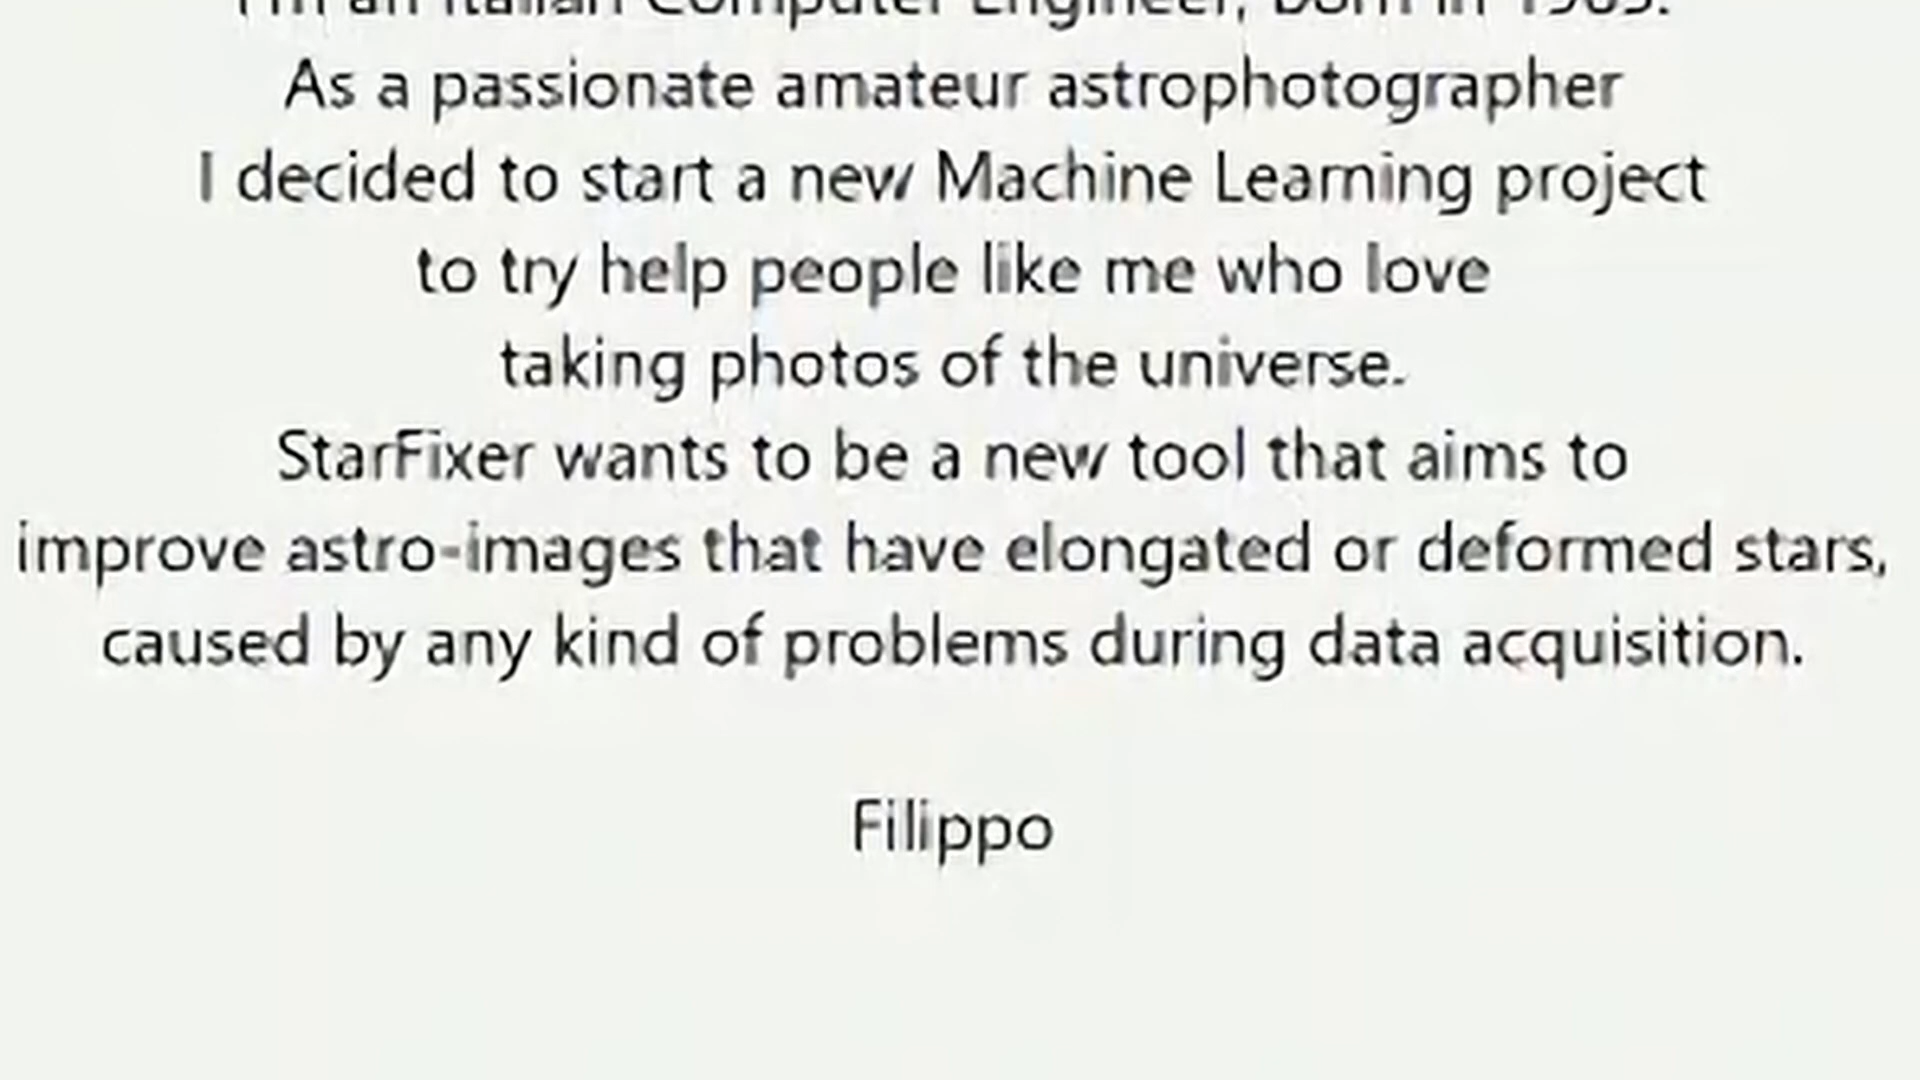 I'm an Italian Computer Engineer, born in
As a passionate amateur astrophotographer
I decided to start a new Machine Learning project
to try help people like me who love
taking photos of the universe.
StarFixer wants to be a new tool that aims to
improve astro-images that have elongated or deformed stars,
caused by any kind of problems during data acquisition.
Filippo